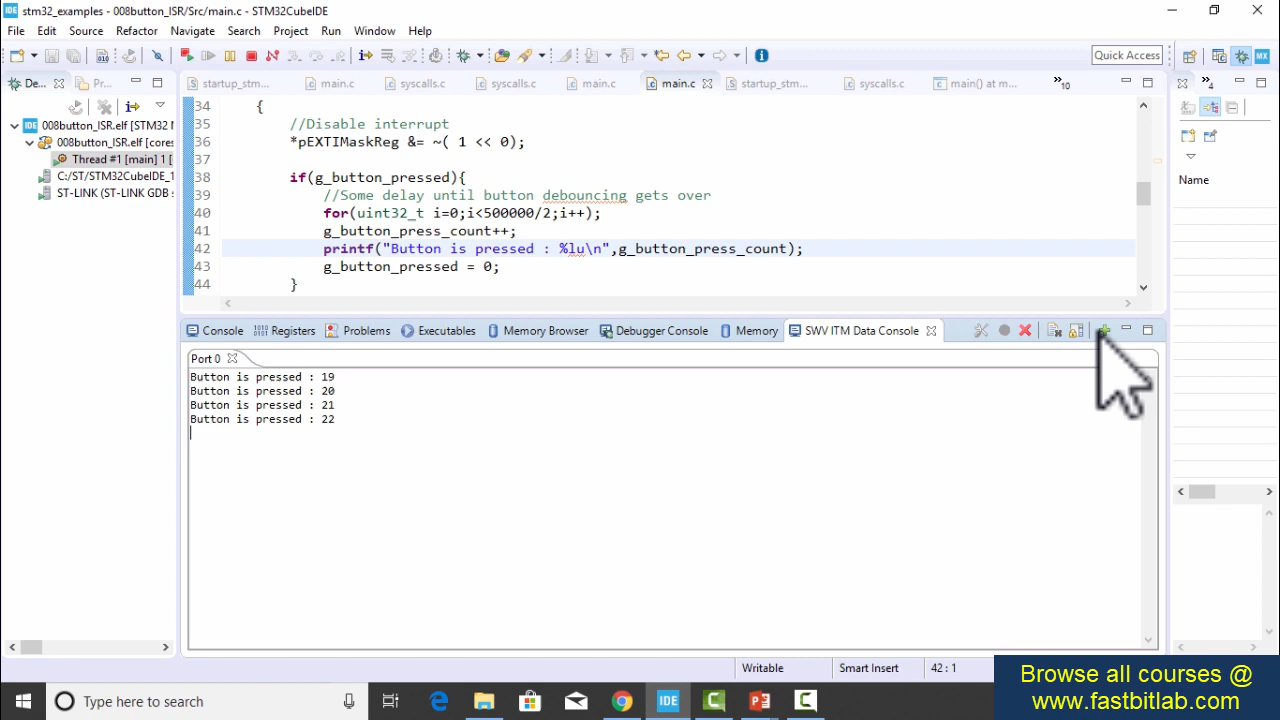 stm32_examples - 008button_ISR/Src/main.c - STM32CubeIDE
File Edit Source Refactor Navigate Search Project Run Window Help
Quick Access
De... Pr... startup_stm... main.c syscalls.c syscalls.c main.c main.c startup_stm... syscalls.c main() at m... »10 »4
008button_ISR.elf [STM32 M
008button_ISR.elf [cores
Thread #1 [main] 1 [
C:/ST/STM32CubeIDE_1
ST-LINK (ST-LINK GDB s
34 {
35 //Disable interrupt
36 *pEXTIMaskReg &= ~( 1 << 0);
37
38 if(g_button_pressed){
39 //Some delay until button debouncing gets over
40 for(uint32_t i=0;i<500000/2;i++);
41 g_button_press_count++;
42 printf("Button is pressed : %lu\n",g_button_press_count);
43 g_button_pressed = 0;
44 }
Name
Console Registers Problems Executables Memory Browser Debugger Console Memory SWV ITM Data Console
Port 0
Button is pressed : 19
Button is pressed : 20
Button is pressed : 21
Button is pressed : 22
Writable Smart Insert 42 : 1
Browse all courses @
www.fastbitlab.com
Type here to search
IDE